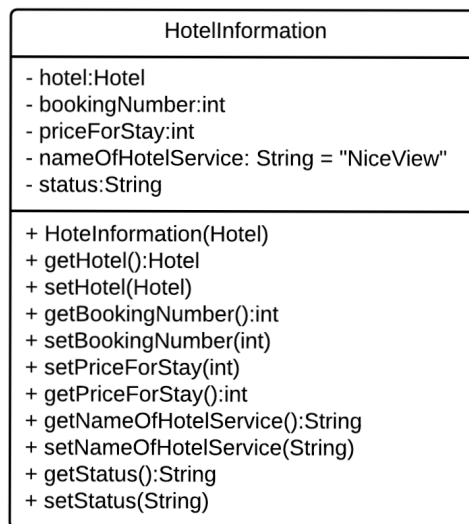 HotelInformation
- hotel:Hotel
- bookingNumber:int
- priceForStay:int
- nameOfHotelService: String = "NiceView"
- status:String
+ HoteInformation(Hotel)
+ getHotel():Hotel
+ setHotel(Hotel)
+ getBookingNumber():int
+ setBookingNumber(int)
+ setPriceForStay(int)
+ getPriceForStay():int
+ getNameOfHotelService():String
+ setNameOfHotelService(String)
+ getStatus():String
+ setStatus(String)